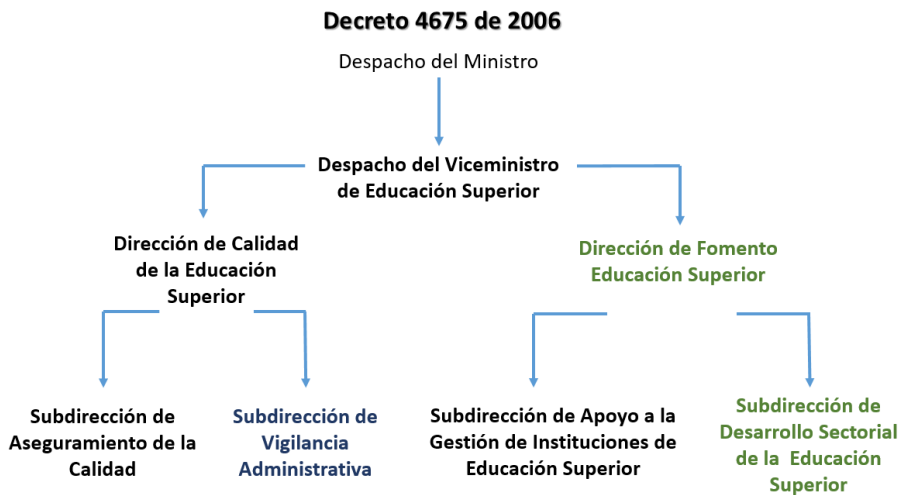 Decreto 4675 de 2006
Despacho del Ministro
Despacho del Viceministro
de Educación Superior
Dirección de Calidad
de la Educación
Superior
Dirección de Fomento
Educación Superior
Subdirección de
Aseguramiento de la
Calidad
Subdirección de
Vigilancia
Administrativa
Subdirección de Apoyo a la
Gestión de Instituciones de
Educación Superior
Subdirección de
Desarrollo Sectorial
de la Educación
Superior